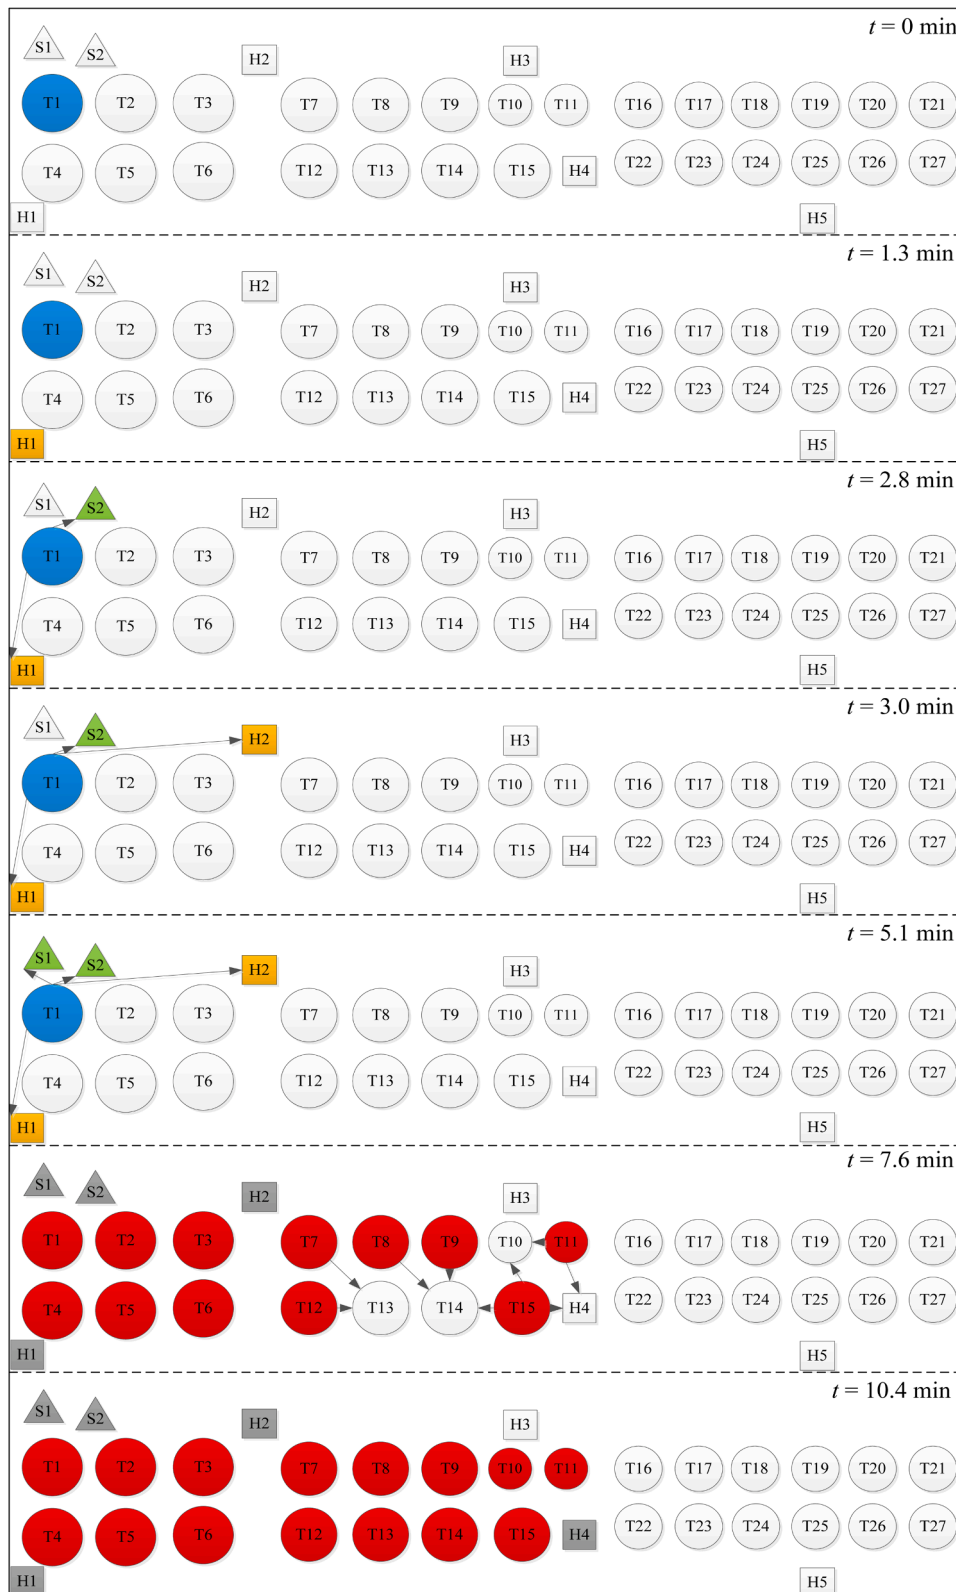 t = 0 min
S1 S2 H2 H3
T1 T2 T3 T7 T8 T9 T10 T11 T16 T17 T18 T19 T20 T21
T4 T5 T6 T12 T13 T14 T15 H4 T22 T23 T24 T25 T26 T27
H1 H5
t = 1.3 min
S1 S2 H2 H3
T1 T2 T3 T7 T8 T9 T10 T11 T16 T17 T18 T19 T20 T21
T4 T5 T6 T12 T13 T14 T15 H4 T22 T23 T24 T25 T26 T27
H1 H5
t = 2.8 min
S1 S2 H2 H3
T1 T2 T3 T7 T8 T9 T10 T11 T16 T17 T18 T19 T20 T21
T4 T5 T6 T12 T13 T14 T15 H4 T22 T23 T24 T25 T26 T27
H1 H5
t = 3.0 min
S1 S2 H2 H3
T1 T2 T3 T7 T8 T9 T10 T11 T16 T17 T18 T19 T20 T21
T4 T5 T6 T12 T13 T14 T15 H4 T22 T23 T24 T25 T26 T27
H1 H5
t = 5.1 min
S1 S2 H2 H3
T1 T2 T3 T7 T8 T9 T10 T11 T16 T17 T18 T19 T20 T21
T4 T5 T6 T12 T13 T14 T15 H4 T22 T23 T24 T25 T26 T27
H1 H5
t = 7.6 min
S1 S2 H2 H3
T1 T2 T3 T7 T8 T9 T10 T11 T16 T17 T18 T19 T20 T21
T4 T5 T6 T12 T13 T14 T15 H4 T22 T23 T24 T25 T26 T27
H1 H5
t = 10.4 min
S1 S2 H2 H3
T1 T2 T3 T7 T8 T9 T10 T11 T16 T17 T18 T19 T20 T21
T4 T5 T6 T12 T13 T14 T15 H4 T22 T23 T24 T25 T26 T27
H1 H5